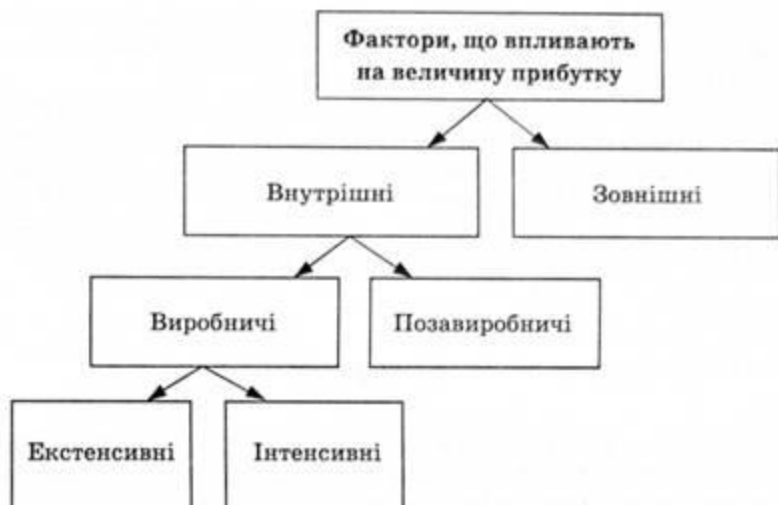 Фактори, що впливають
на величину прибутку
Внутрішні
Зовнішні
Виробничі
Позавиробничі
Екстенсивні
Інтенсивні